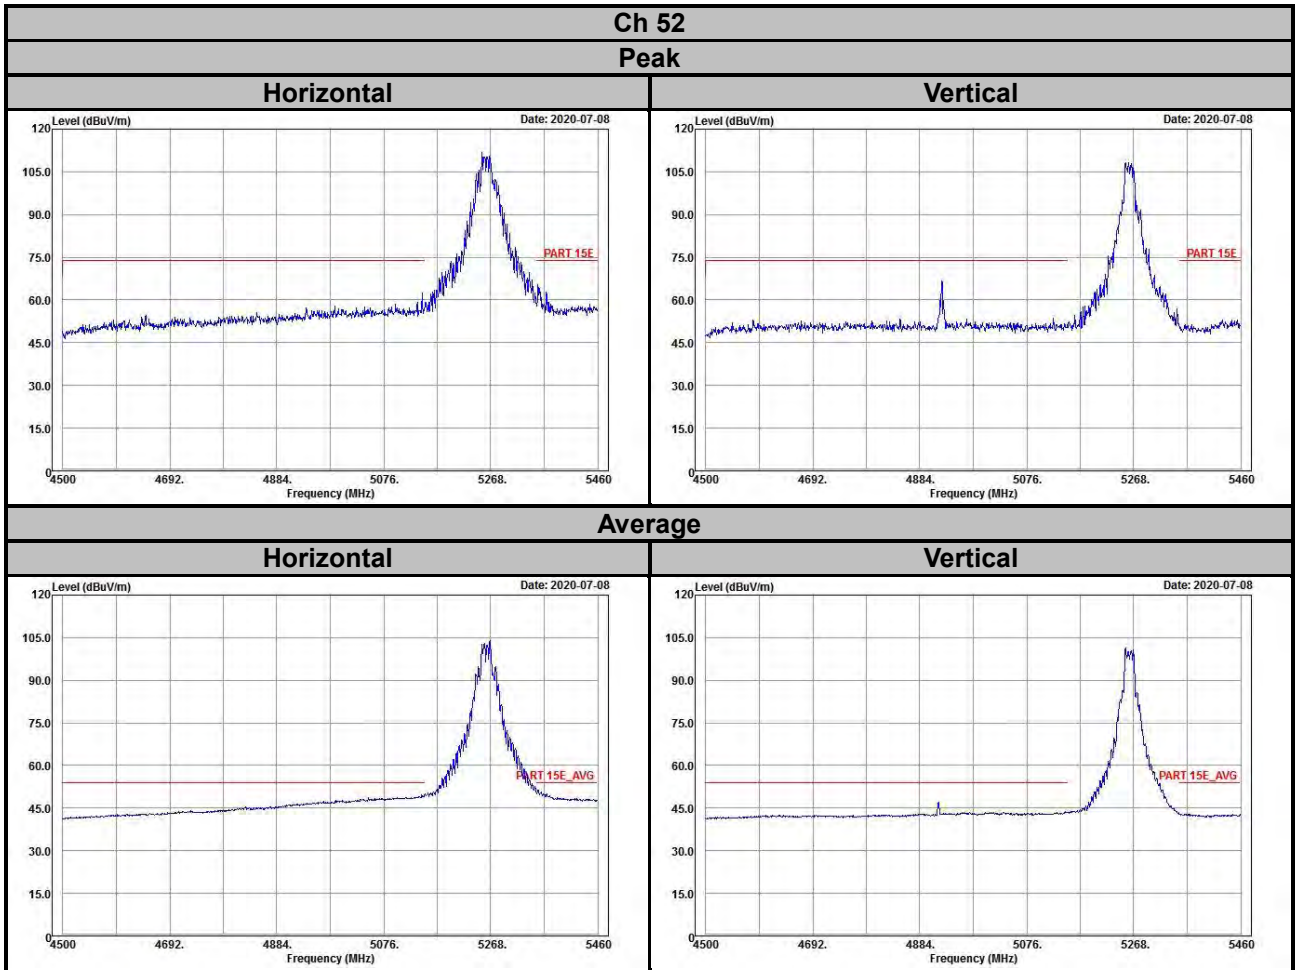 Ch 52
Peak
Horizontal Vertical
Level (dBuV/m) Date: 2020-07-08
120
105.0
90.0
75.0
60.0
45.0
30.0
15.0
0
PART 15E
4500 4692. 4884. 5076. 5268. 5460
Frequency (MHz)
Level (dBuV/m) Date: 2020-07-08
120
105.0
90.0
75.0
60.0
45.0
30.0
15.0
0
PART 15E
4500 4692. 4884. 5076. 5268. 5460
Frequency (MHz)
Average
Horizontal Vertical
Level (dBuV/m) Date: 2020-07-08
120
105.0
90.0
75.0
60.0
45.0
30.0
15.0
0
PART 15E_AVG
4500 4692. 4884. 5076. 5268. 5460
Frequency (MHz)
Level (dBuV/m) Date: 2020-07-08
120
105.0
90.0
75.0
60.0
45.0
30.0
15.0
0
PART 15E_AVG
4500 4692. 4884. 5076. 5268. 5460
Frequency (MHz)